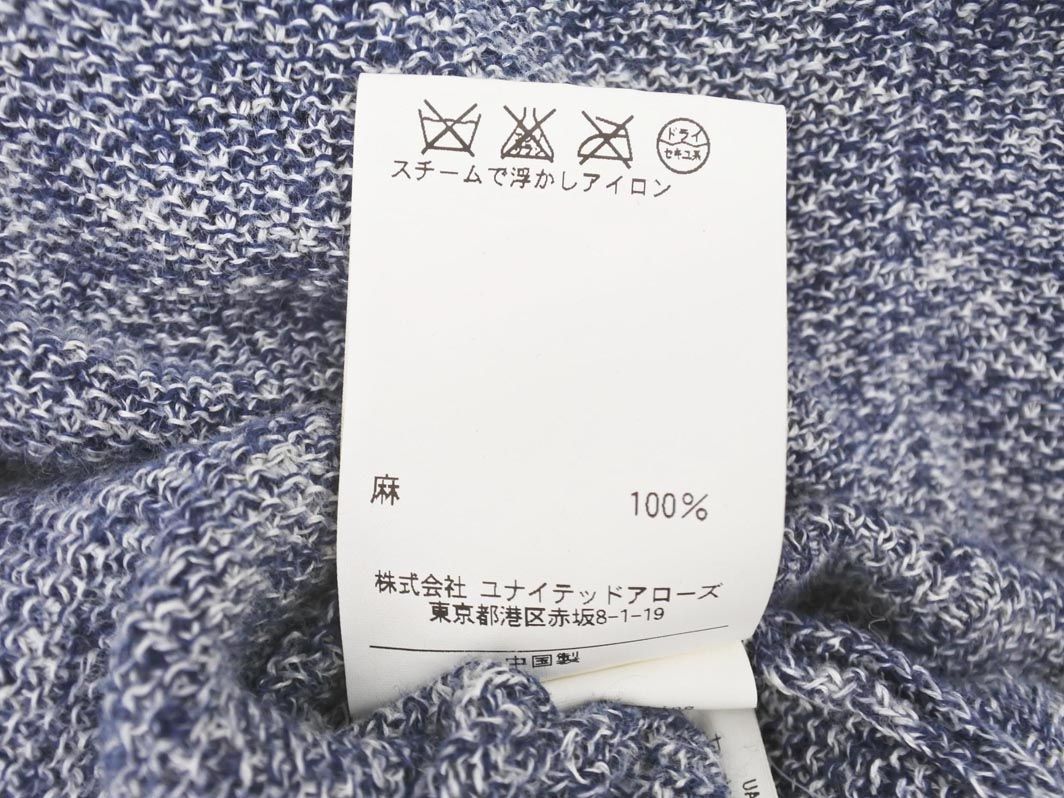 ドライ
セキユ系
スチームで浮かしアイロン
麻 100%
株式会社 ユナイテッドアローズ
東京都港区赤坂8-1-19
中国製
UA